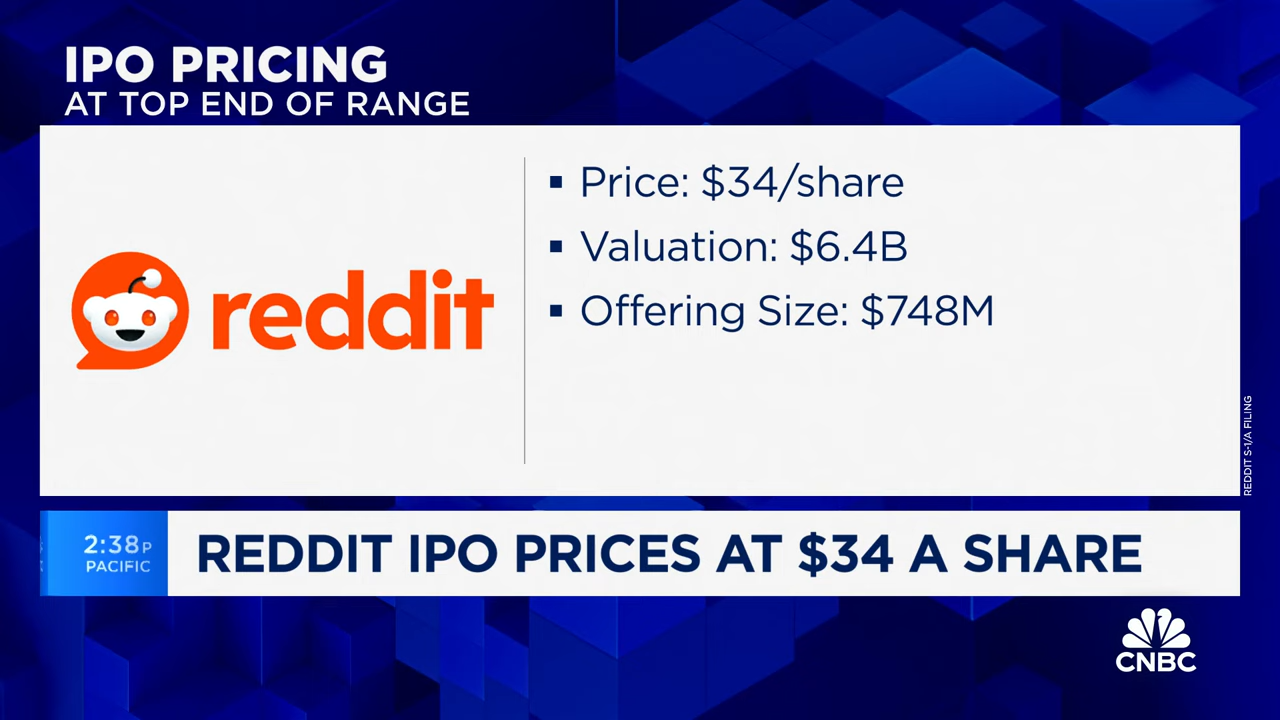 IPO PRICING
AT TOP END OF RANGE
reddit
▪ Price: $34/share
▪ Valuation: $6.4B
▪ Offering Size: $748M
REDDIT S-1/A FILING
2:38P
PACIFIC
REDDIT IPO PRICES AT $34 A SHARE
CNBC